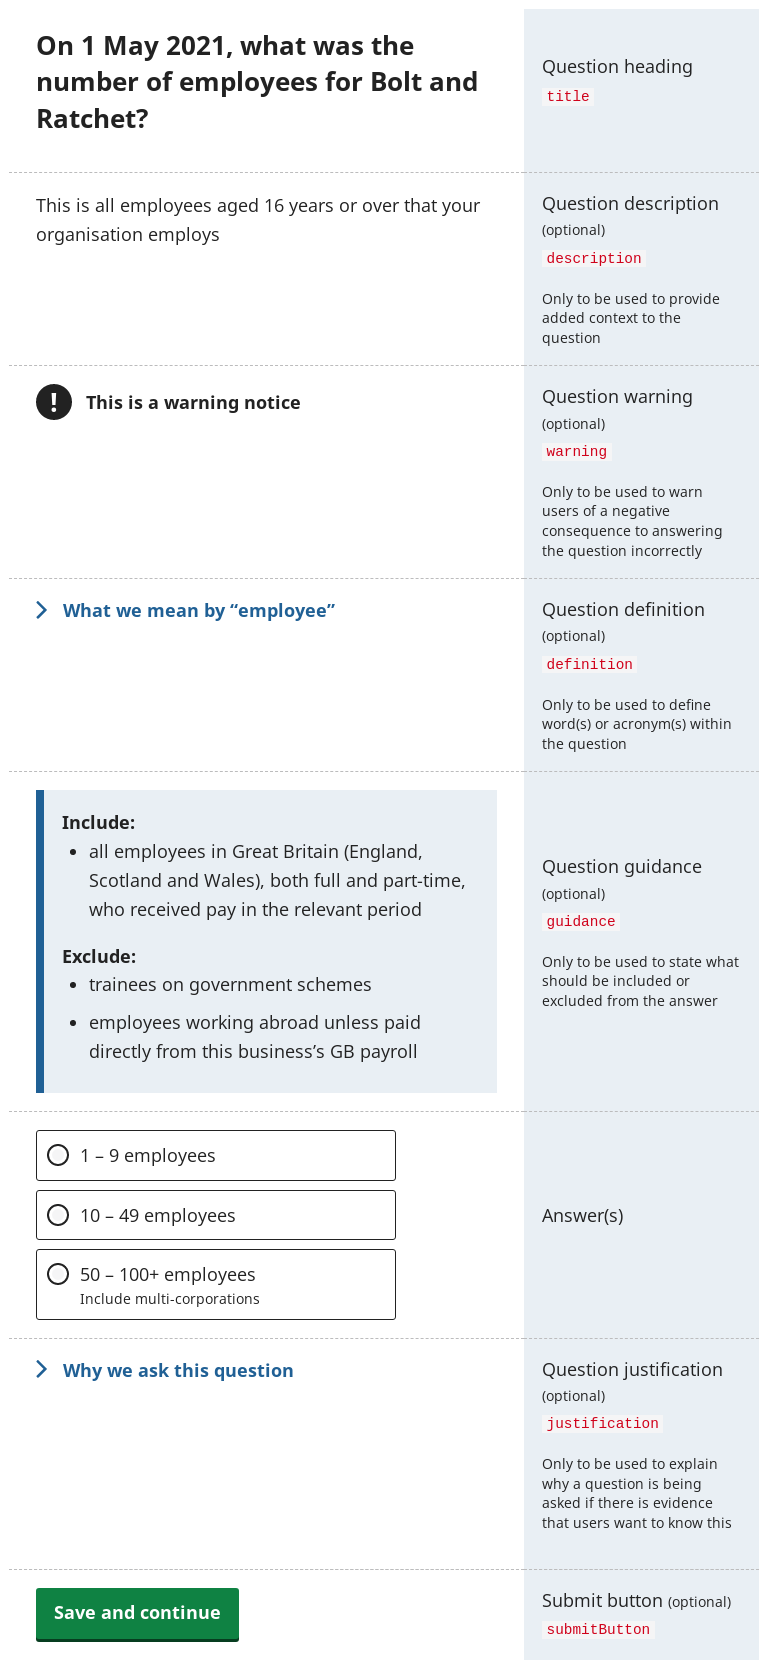 On 1 May 2021, what was the
number of employees for Bolt and
Ratchet?
Question heading
title
This is all employees aged 16 years or over that your
organisation employs
Question description
(optional)
description
Only to be used to provide
added context to the
question
!
This is a warning notice
Question warning
(optional)
warning
Only to be used to warn
users of a negative
consequence to answering
the question incorrectly
What we mean by “employee”
Question definition
(optional)
definition
Only to be used to define
word(s) or acronym(s) within
the question
Include:
• all employees in Great Britain (England,
Scotland and Wales), both full and part-time,
who received pay in the relevant period
Exclude:
• trainees on government schemes
• employees working abroad unless paid
directly from this business’s GB payroll
Question guidance
(optional)
guidance
Only to be used to state what
should be included or
excluded from the answer
1 – 9 employees
10 – 49 employees
50 – 100+ employees
Include multi-corporations
Answer(s)
Why we ask this question
Question justification
(optional)
justification
Only to be used to explain
why a question is being
asked if there is evidence
that users want to know this
Save and continue
Submit button (optional)
submitButton